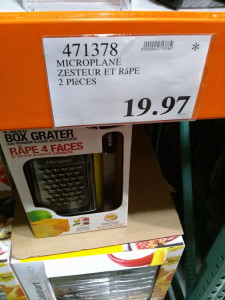 471378
MICROPLANE
ZESTEUR ET RâPE
2 PIèCES
*
19.97
BOX GRATER
RÂPE 4 FACES